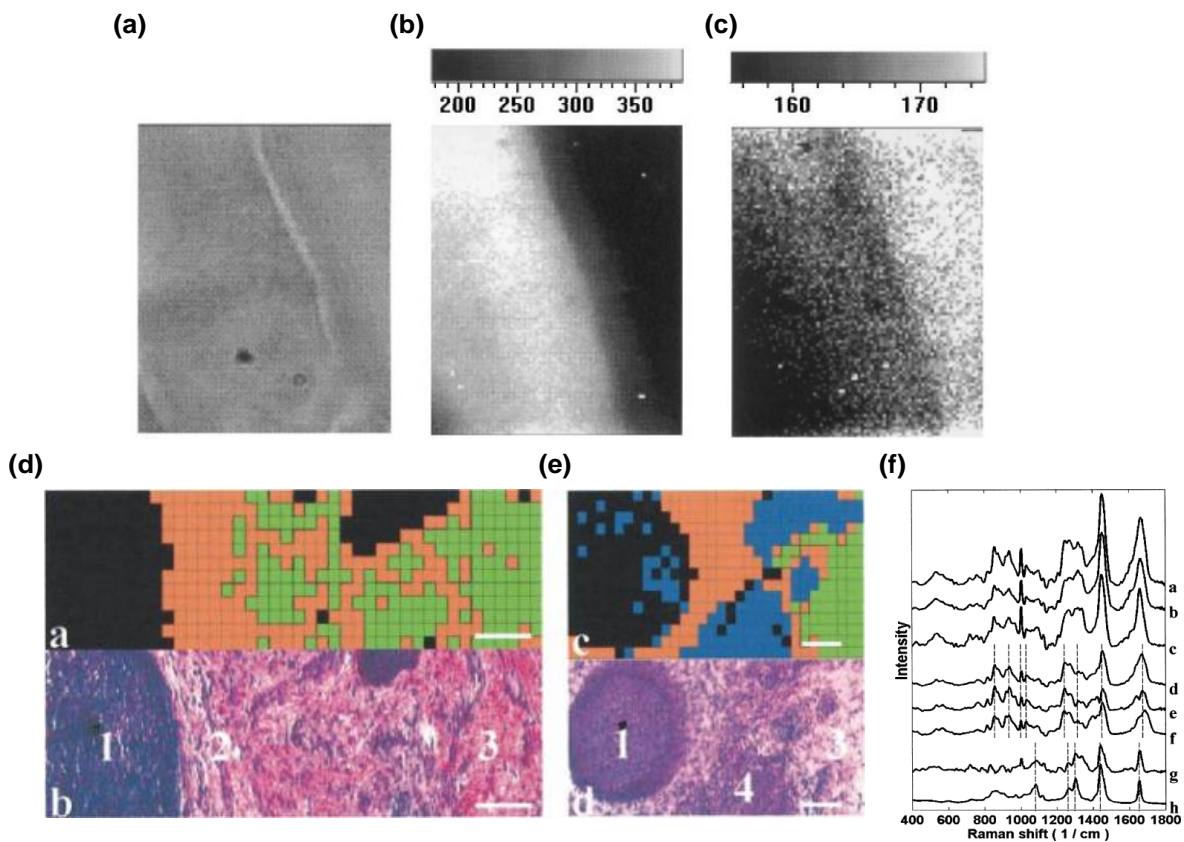 (a)
(b)
(c)
200 250 300 350
160 170
(d)
(e)
(f)
a
1 2 3
b
c
1 4 3
d
Intensity
a
b
c
d
e
f
g
h
400 600 800 1000 1200 1400 1600 1800
Raman shift ( 1 / cm )